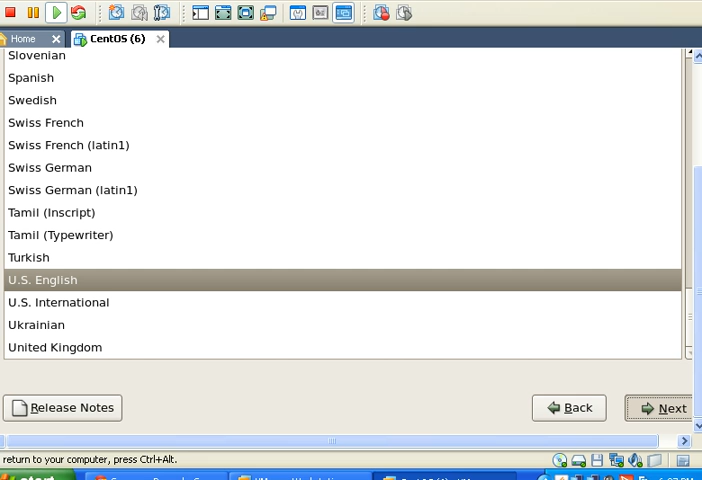 Home
CentOS (6)
Slovenian
Spanish
Swedish
Swiss French
Swiss French (latin1)
Swiss German
Swiss German (latin1)
Tamil (Inscript)
Tamil (Typewriter)
Turkish
U.S. English
U.S. International
Ukrainian
United Kingdom
Release Notes
Back
Next
return to your computer, press Ctrl+Alt.